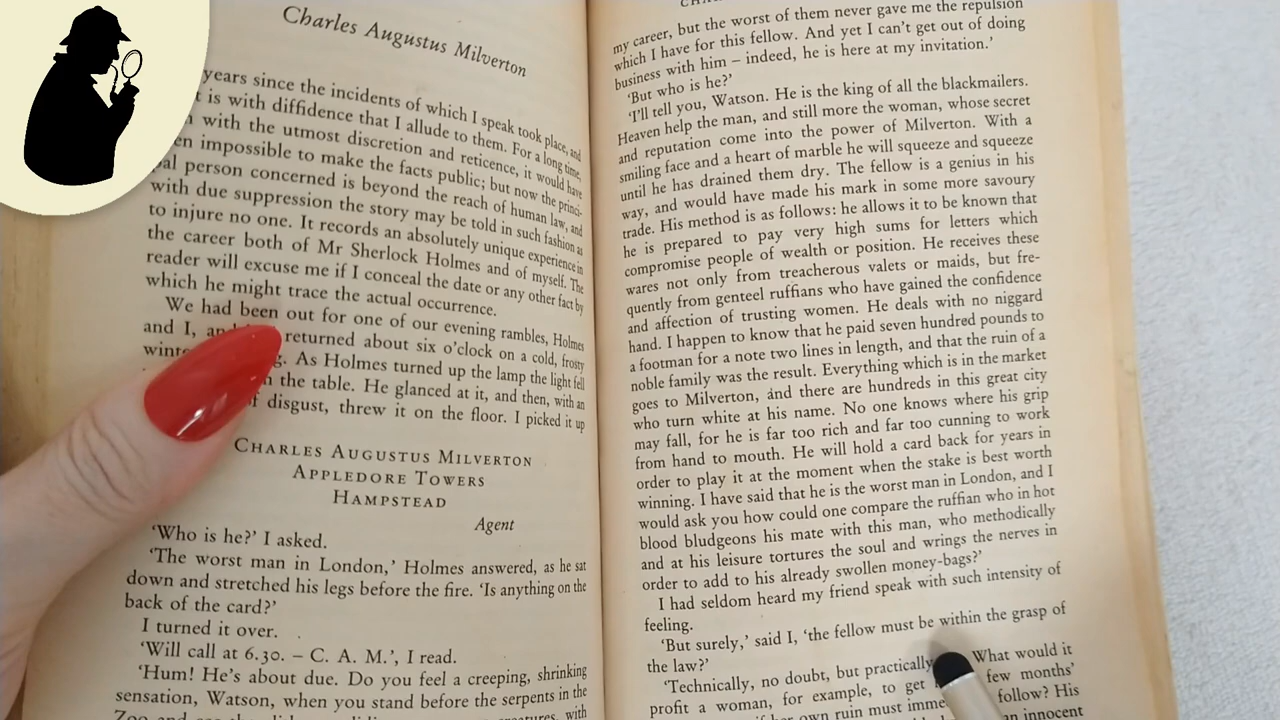 Charles Augustus Milverton
years since the incidents of which I speak took place, and
is with diffidence that I allude to them. For a long time,
with the utmost discretion and reticence, it would have
impossible to make the facts public; but now the princi-
person concerned is beyond the reach of human law, and
with due suppression the story may be told in such fashion as
to injure no one. It records an absolutely unique experience in
the career both of Mr Sherlock Holmes and of myself. The
reader will excuse me if I conceal the date or any other fact by
which he might trace the actual occurrence.
We had been out for one of our evening rambles, Holmes
and I, and returned about six o'clock on a cold, frosty
As Holmes turned up the lamp the light fell
the table. He glanced at it, and then, with an
disgust, threw it on the floor. I picked it up
CHARLES AUGUSTUS MILVERTON
APPLEDORE TOWERS
HAMPSTEAD
Agent
‘Who is he?’ I asked.
‘The worst man in London,’ Holmes answered, as he sat
down and stretched his legs before the fire. ‘Is anything on the
back of the card?’
I turned it over.
‘Will call at 6.30. – C. A. M.’, I read.
‘Hum! He's about due. Do you feel a creeping, shrinking
sensation, Watson, when you stand before the serpents in the
Zoo and with
my career, but the worst of them never gave me the repulsion
which I have for this fellow. And yet I can't get out of doing
business with him – indeed, he is here at my invitation.’
‘But who is he?’
‘I'll tell you, Watson. He is the king of all the blackmailers.
Heaven help the man, and still more the woman, whose secret
and reputation come into the power of Milverton. With a
smiling face and a heart of marble he will squeeze and squeeze
until he has drained them dry. The fellow is a genius in his
way, and would have made his mark in some more savoury
trade. His method is as follows: he allows it to be known that
he is prepared to pay very high sums for letters which
compromise people of wealth or position. He receives these
wares not only from treacherous valets or maids, but fre-
quently from genteel ruffians who have gained the confidence
and affection of trusting women. He deals with no niggard
hand. I happen to know that he paid seven hundred pounds to
a footman for a note two lines in length, and that the ruin of a
noble family was the result. Everything which is in the market
goes to Milverton, and there are hundreds in this great city
who turn white at his name. No one knows where his grip
may fall, for he is far too rich and far too cunning to work
from hand to mouth. He will hold a card back for years in
order to play it at the moment when the stake is best worth
winning. I have said that he is the worst man in London, and I
would ask you how could one compare the ruffian who in hot
blood bludgeons his mate with this man, who methodically
and at his leisure tortures the soul and wrings the nerves in
order to add to his already swollen money-bags?’
I had seldom heard my friend speak with such intensity of
feeling.
‘But surely,’ said I, ‘the fellow must be within the grasp of
the law?’
‘Technically, no doubt, but practically What would it
profit a woman, for example, to get few months’
own ruin must follow? His
an innocent